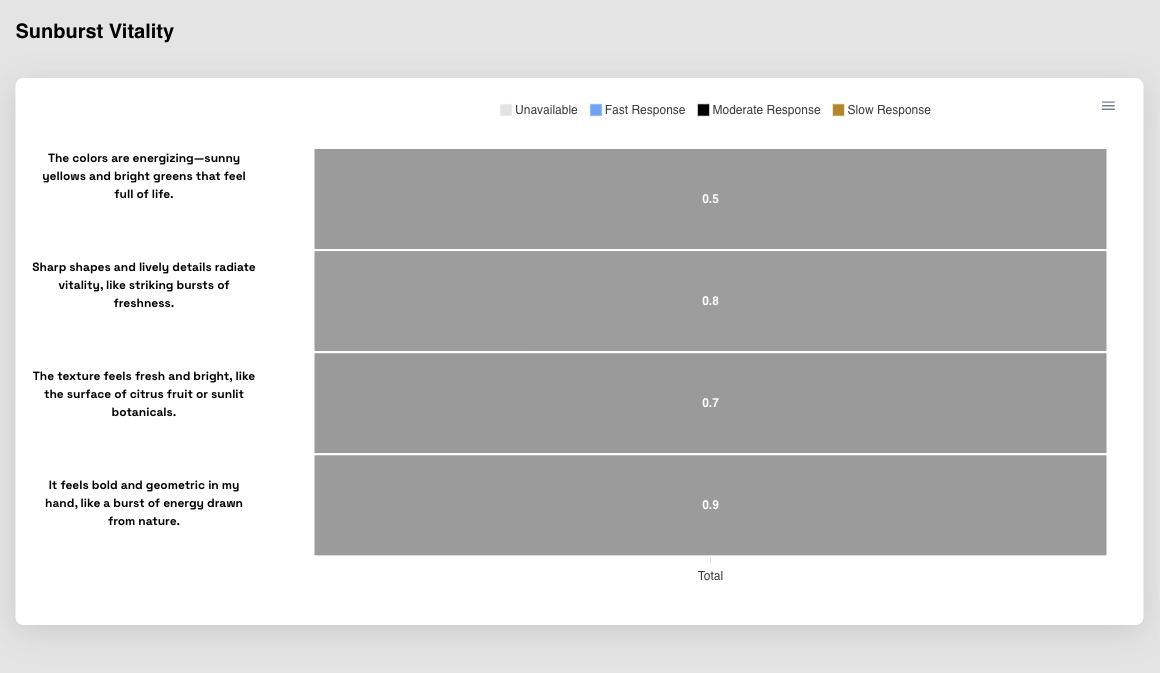 Sunburst Vitality
Unavailable
Fast Response
Moderate Response
Slow Response
The colors are energizing—sunny
yellows and bright greens that feel
full of life.
0.5
Sharp shapes and lively details radiate
vitality, like striking bursts of
freshness.
0.8
The texture feels fresh and bright, like
the surface of citrus fruit or sunlit
botanicals.
0.7
It feels bold and geometric in my
hand, like a burst of energy drawn
from nature.
0.9
Total